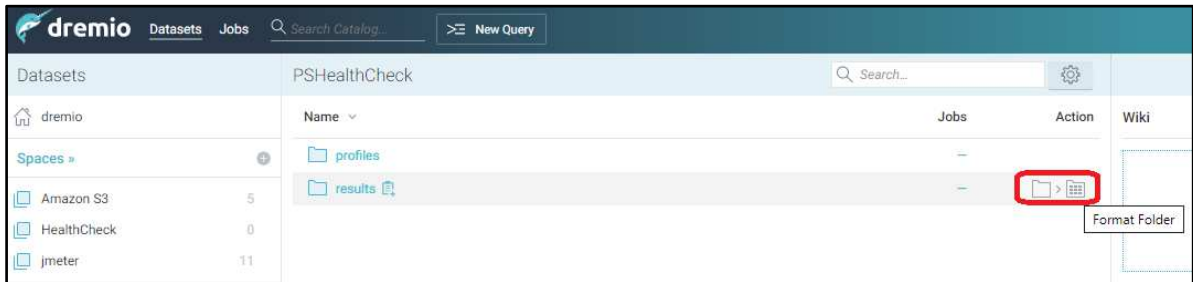 dremio Datasets Jobs Search Catalog... New Query
Datasets PSHealthCheck Search...
dremio Name Jobs Action Wiki
Spaces » profiles –
results –
Amazon S3 5
Format Folder
HealthCheck 0
jmeter 11